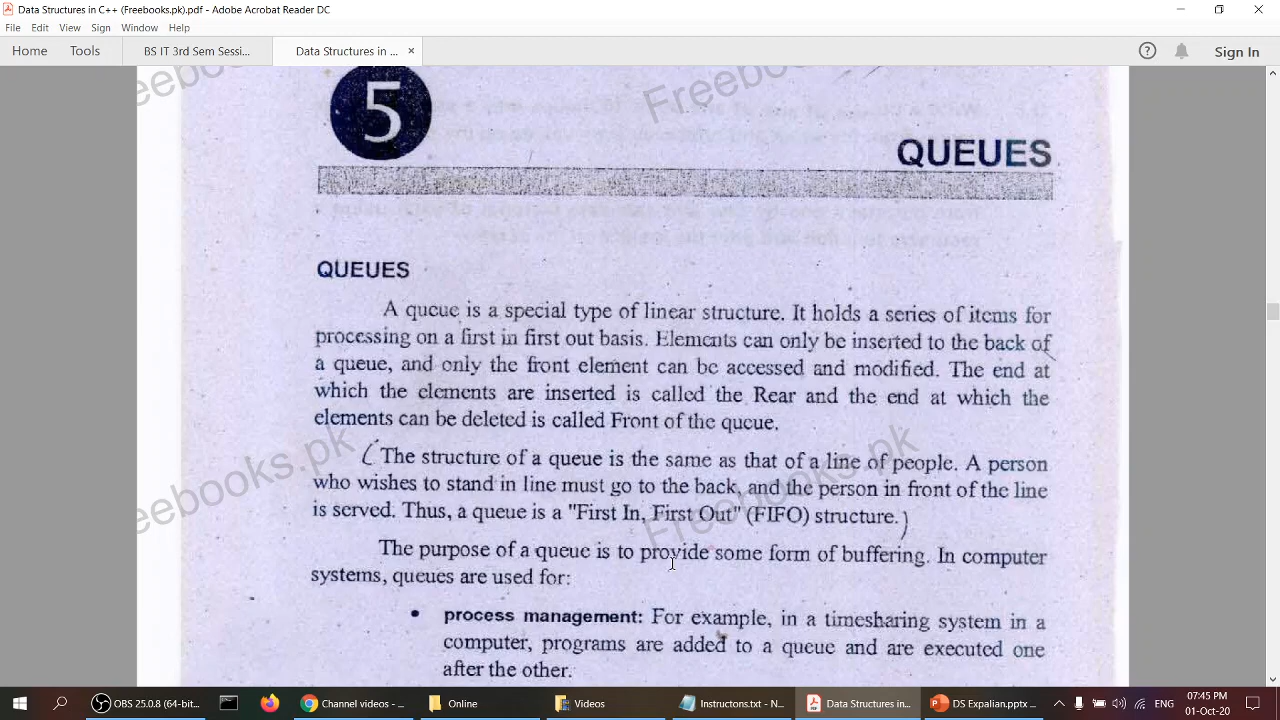 Data Structures in C++ (Freebooks.pk).pdf - Adobe Acrobat Reader DC
File Edit View Sign Window Help
Home Tools BS IT 3rd Sem Sessi... Data Structures in ... × Sign In
5
QUEUES
QUEUES
A queue is a special type of linear structure. It holds a series of items for
processing on a first in first out basis. Elements can only be inserted to the back of
a queue, and only the front element can be accessed and modified. The end at
which the elements are inserted is called the Rear and the end at which the
elements can be deleted is called Front of the queue.
(The structure of a queue is the same as that of a line of people. A person
who wishes to stand in line must go to the back, and the person in front of the line
is served. Thus, a queue is a "First In, First Out" (FIFO) structure.)
The purpose of a queue is to provide some form of buffering. In computer
systems, queues are used for:
• process management: For example, in a timesharing system in a
computer, programs are added to a queue and are executed one
after the other.
Freebooks.pk
Freebooks.pk
OBS 25.0.8 (64-bit... Channel videos - ... Online Videos Instructons.txt - N... Data Structures in... DS Expalian.pptx ... ENG 07:45 PM
01-Oct-20